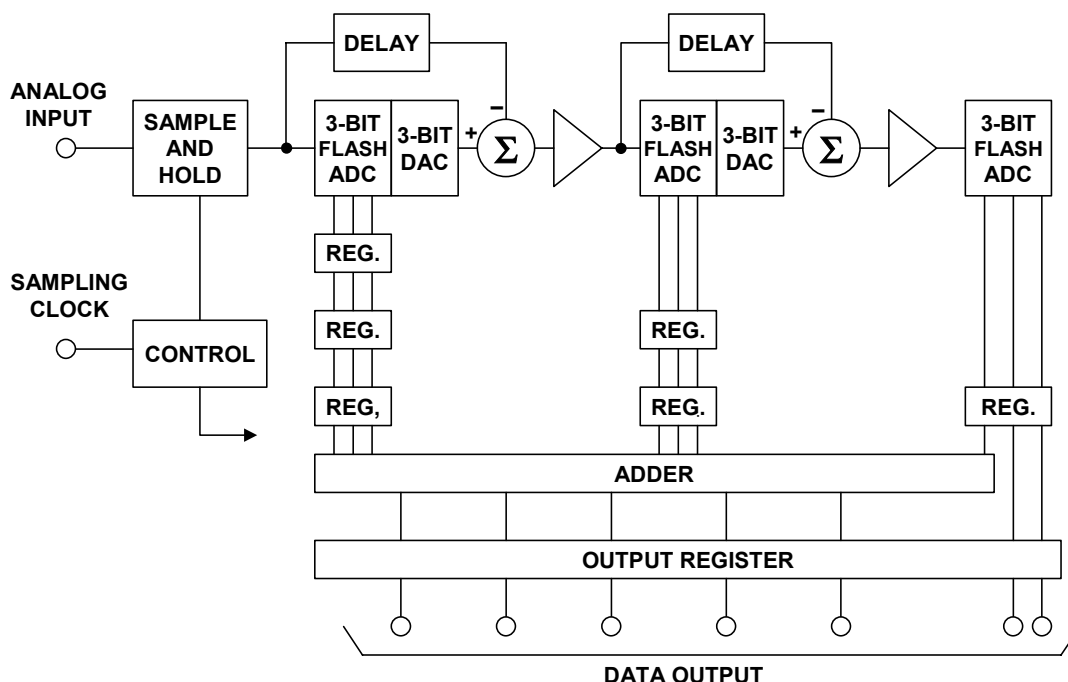 DELAY
DELAY
ANALOG
INPUT
SAMPLE
AND
HOLD
3-BIT
FLASH
ADC
3-BIT
DAC
+
−
Σ
3-BIT
FLASH
ADC
3-BIT
DAC
+
−
Σ
3-BIT
FLASH
ADC
REG.
SAMPLING
CLOCK
CONTROL
REG.
REG.
REG,
REG.
REG.
ADDER
OUTPUT REGISTER
DATA OUTPUT